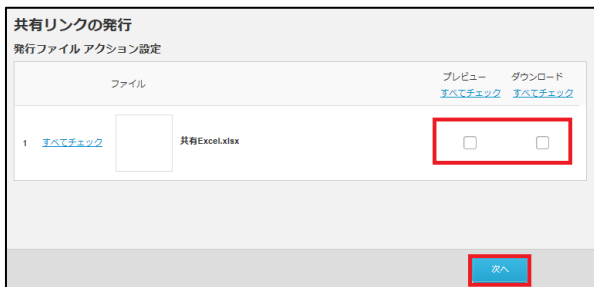 共有リンクの発行
発行ファイル アクション設定
ファイル プレビュー ダウンロード
すべてチェック すべてチェック
1 すべてチェック 共有Excel.xlsx
次へ